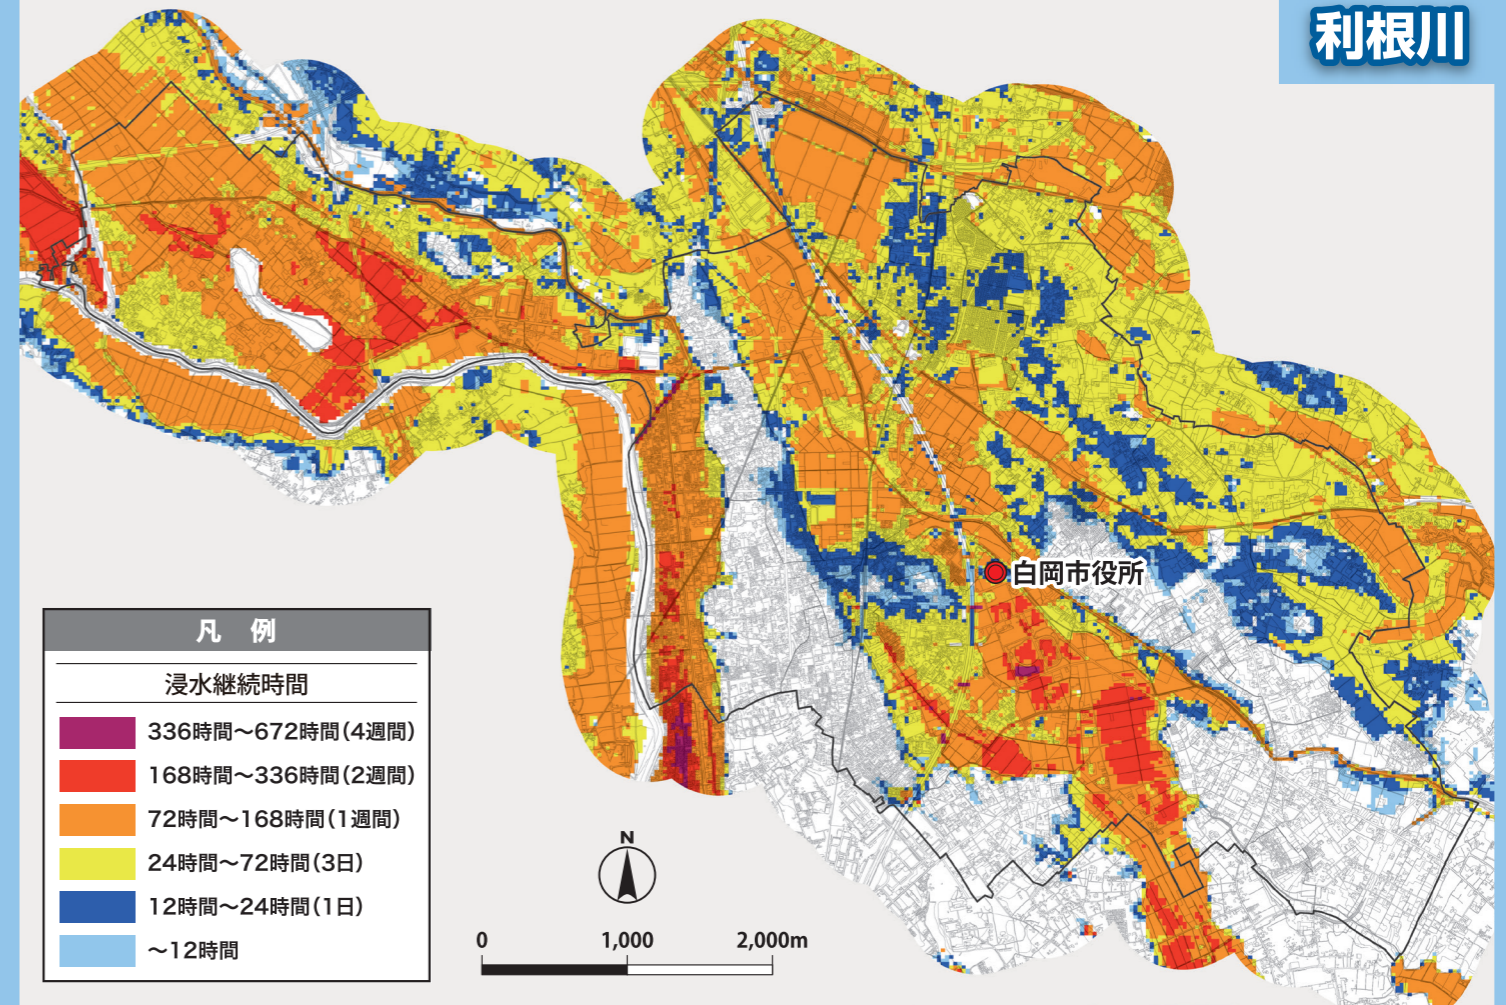 利根川
白岡市役所
凡 例
浸水継続時間
336時間～672時間(4週間)
168時間～336時間(2週間)
72時間～168時間(1週間)
24時間～72時間(3日)
12時間～24時間(1日)
～12時間
N
0 1,000 2,000m